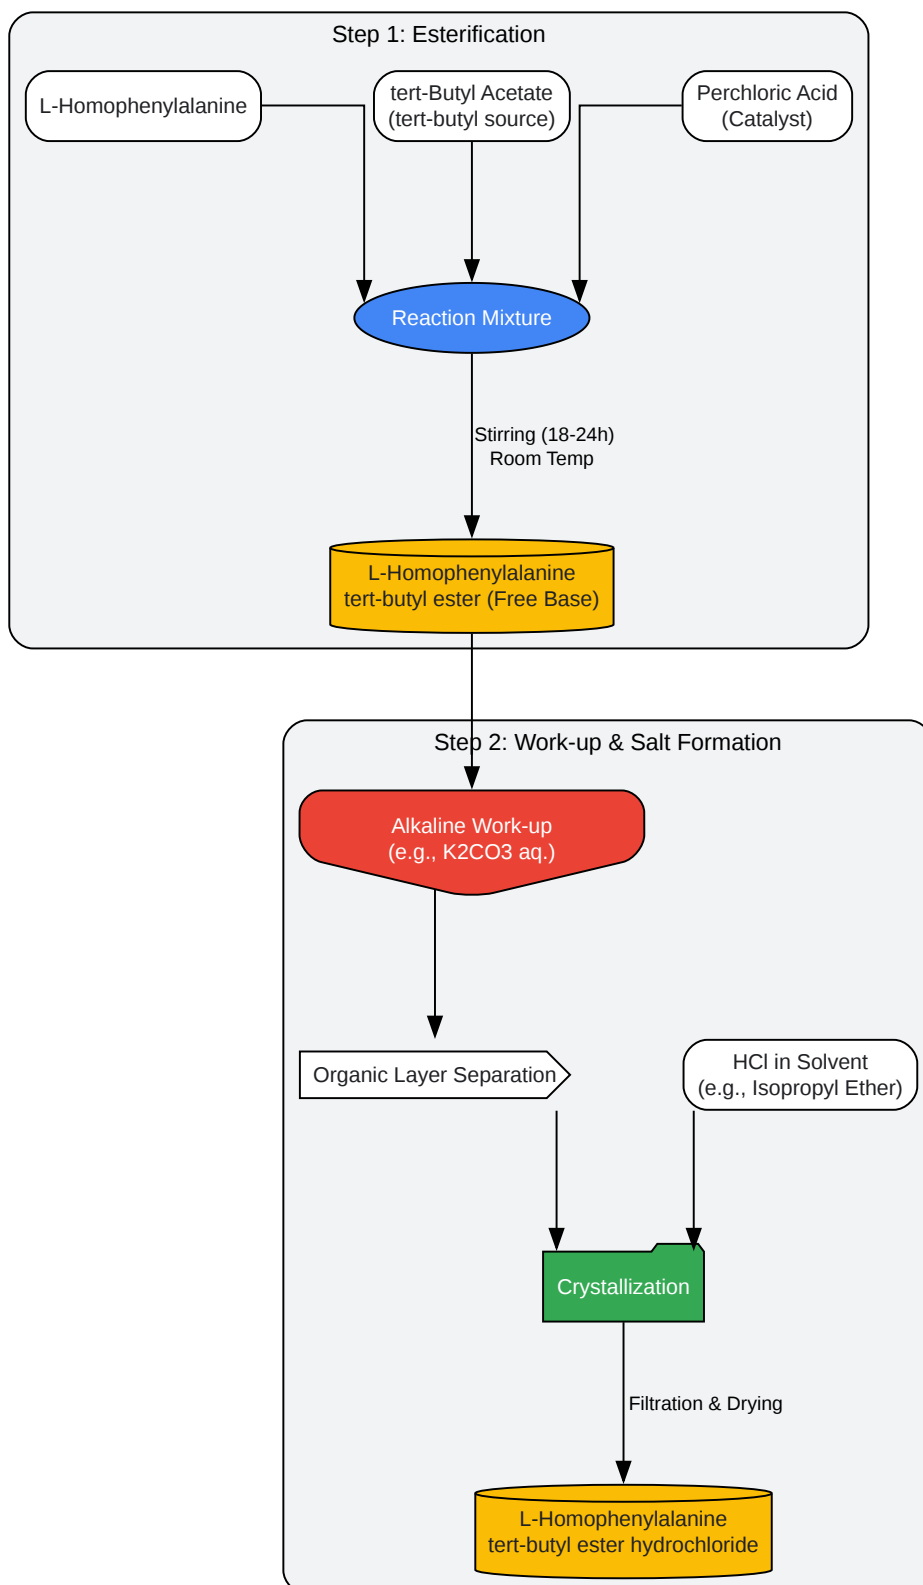 Step 1: Esterification
L-Homophenylalanine
tert-Butyl Acetate
(tert-butyl source)
Perchloric Acid
(Catalyst)
Reaction Mixture
Stirring (18-24h)
Room Temp
L-Homophenylalanine
tert-butyl ester (Free Base)
Step 2: Work-up & Salt Formation
Alkaline Work-up
(e.g., K2CO3 aq.)
Organic Layer Separation
HCl in Solvent
(e.g., Isopropyl Ether)
Crystallization
Filtration & Drying
L-Homophenylalanine
tert-butyl ester hydrochloride